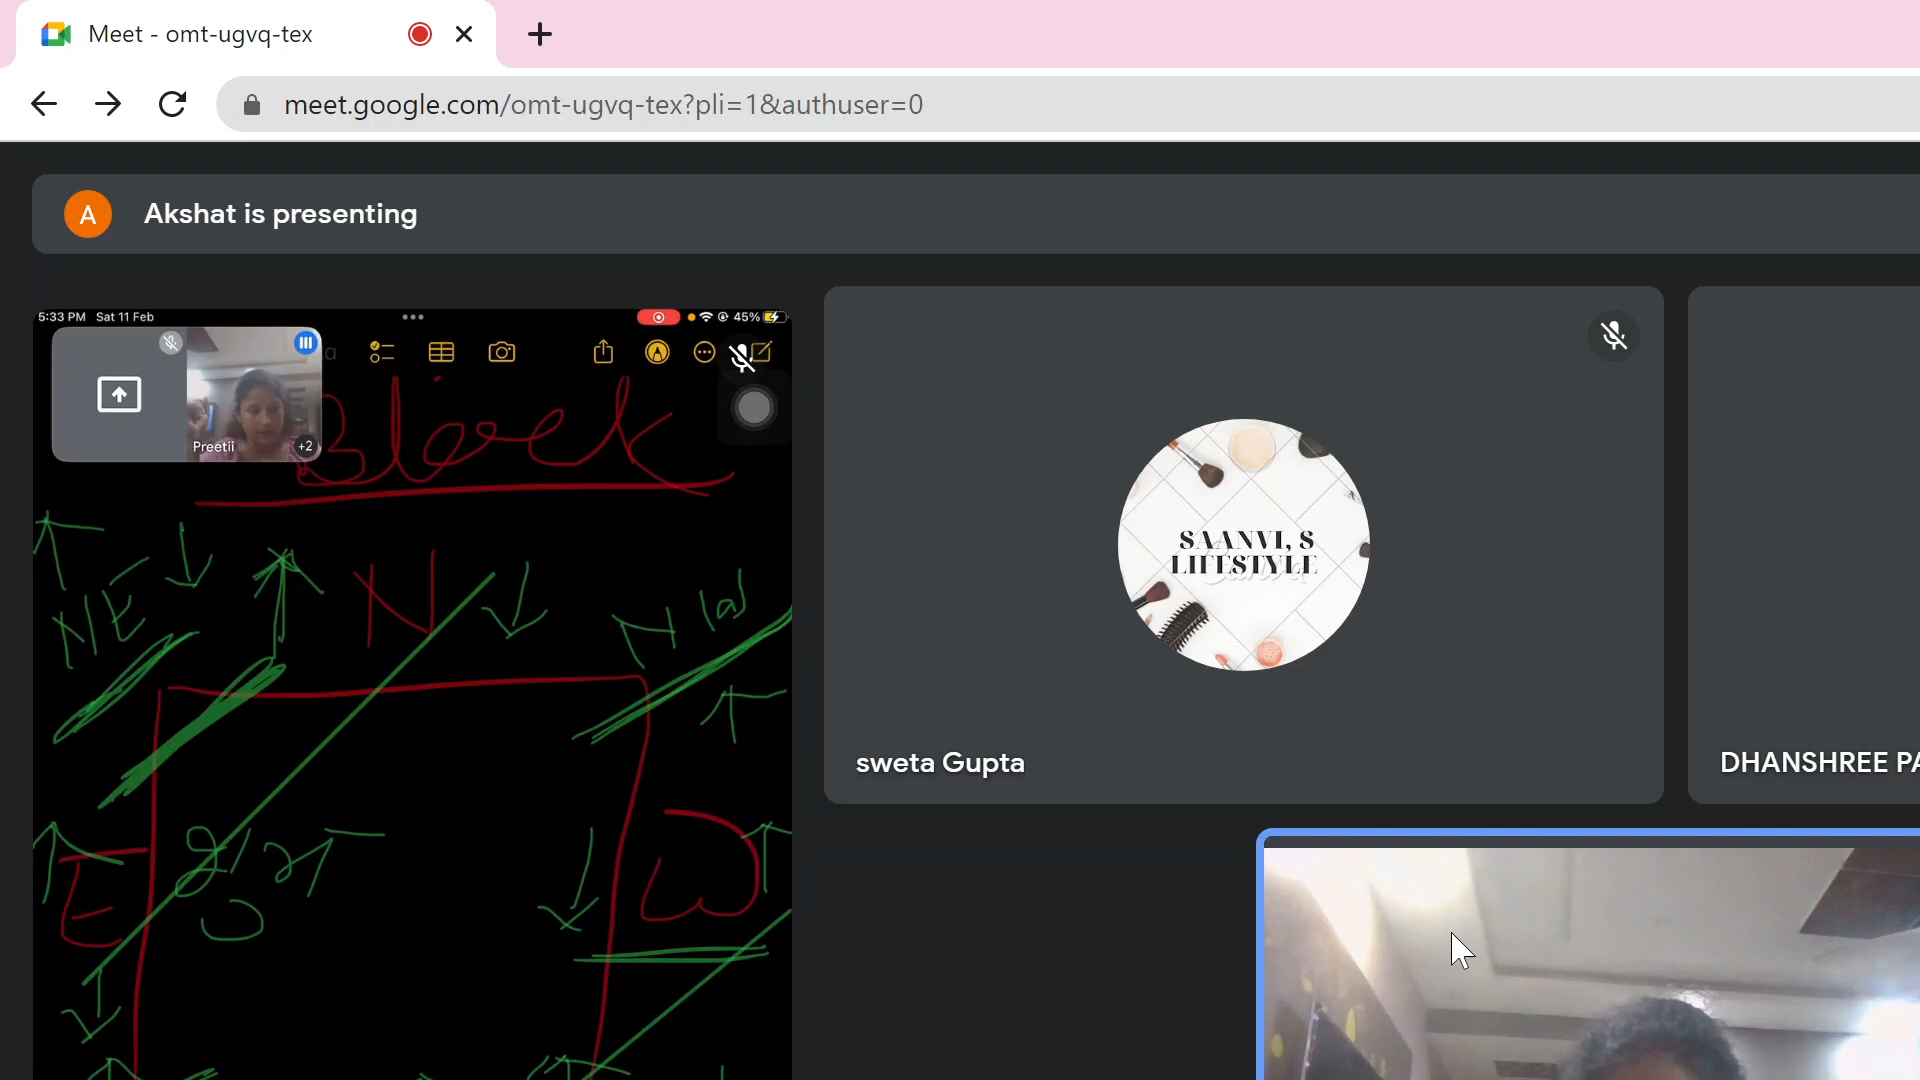 Meet - omt-ugvq-tex
meet.google.com/omt-ugvq-tex?pli=1&authuser=0
A
Akshat is presenting
5:33 PM Sat 11 Feb
45%
Preetii
+2
Block
NE
N
NW
E
W
SAANVI, S
LIFESTYLE
sweta Gupta
DHANSHREE PA